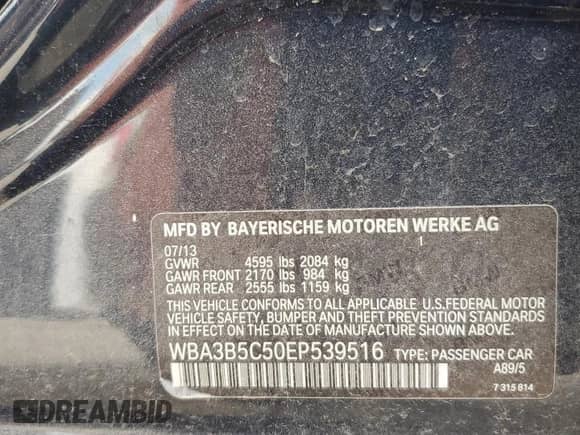 MFD BY BAYERISCHE MOTOREN WERKE AG
07/13
GVWR 4595 lbs 2084 kg
GAWR FRONT 2170 lbs 984 kg
GAWR REAR 2555 lbs 1159 kg
THIS VEHICLE CONFORMS TO ALL APPLICABLE U.S.FEDERAL MOTOR
VEHICLE SAFETY, BUMPER AND THEFT PREVENTION STANDARDS
IN EFFECT ON THE DATE OF MANUFACTURE SHOWN ABOVE.
WBA3B5C50EP539516 TYPE: PASSENGER CAR
A89/5
7 315 814
DREAMBID